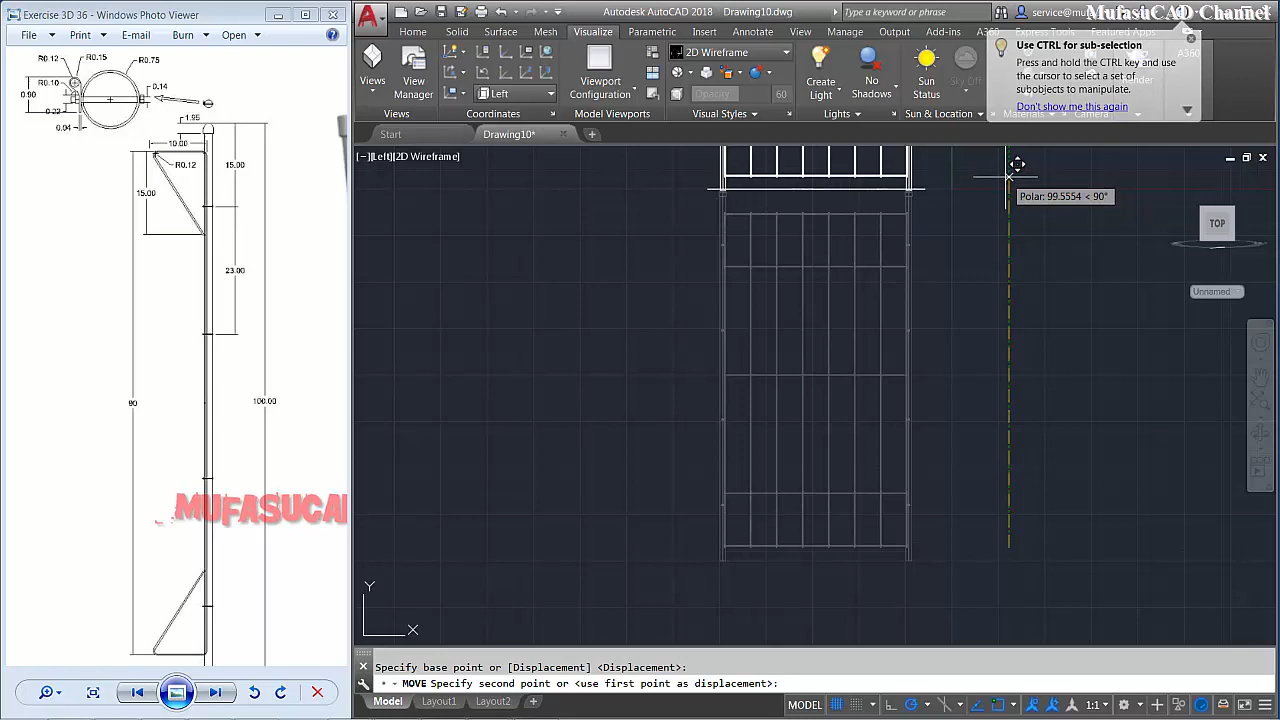 Exercise 3D 36 - Windows Photo Viewer
File
Print
E-mail
Burn
Open
R0.12
R0.15
R0.75
R0.10
0.14
0.90
0.22
0.04
1.95
10.00
15.00
R0.12
15.00
23.00
90
100.00
MUFASUCA
Autodesk AutoCAD 2018 Drawing10.dwg
Type a keyword or phrase
MufasuCAD Channel
Home
Solid
Surface
Mesh
Visualize
Parametric
Insert
Annotate
View
Manage
Output
Add-ins
A360
Express Tools
Featured Apps
Use CTRL for sub-selection
Press and hold the CTRL key and use
the cursor to select a set of
subobjects to manipulate.
Don't show me this again
Views
View
Manager
Left
Viewport
Configuration
2D Wireframe
Opacity
60
Create
Light
No
Shadows
Sun
Status
Sky Off
Views
Coordinates
Model Viewports
Visual Styles
Lights
Sun & Location
Start
Drawing10*
[−][Left][2D Wireframe]
Polar: 99.5554 < 90°
TOP
Unnamed
Y
X
Specify base point or [Displacement] <Displacement>:
MOVE Specify second point or <use first point as displacement>:
Model
Layout1
Layout2
MODEL
1:1